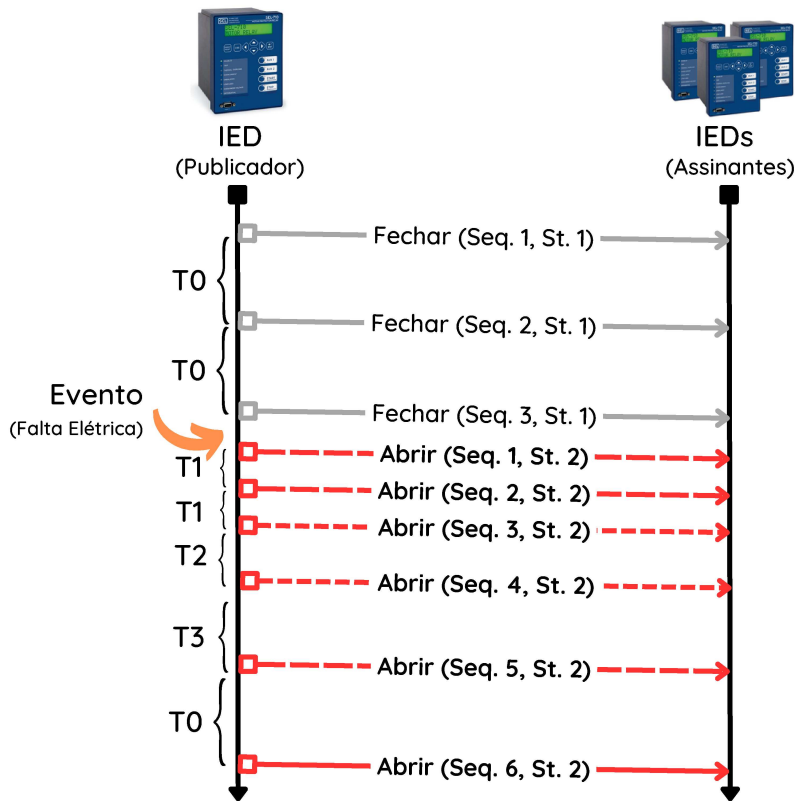 IED
(Publicador)
IEDs
(Assinantes)
Fechar (Seq. 1, St. 1)
T0
Fechar (Seq. 2, St. 1)
T0
Evento
(Falta Elétrica)
Fechar (Seq. 3, St. 1)
Abrir (Seq. 1, St. 2)
T1
Abrir (Seq. 2, St. 2)
T1
Abrir (Seq. 3, St. 2)
T2
Abrir (Seq. 4, St. 2)
T3
Abrir (Seq. 5, St. 2)
T0
Abrir (Seq. 6, St. 2)